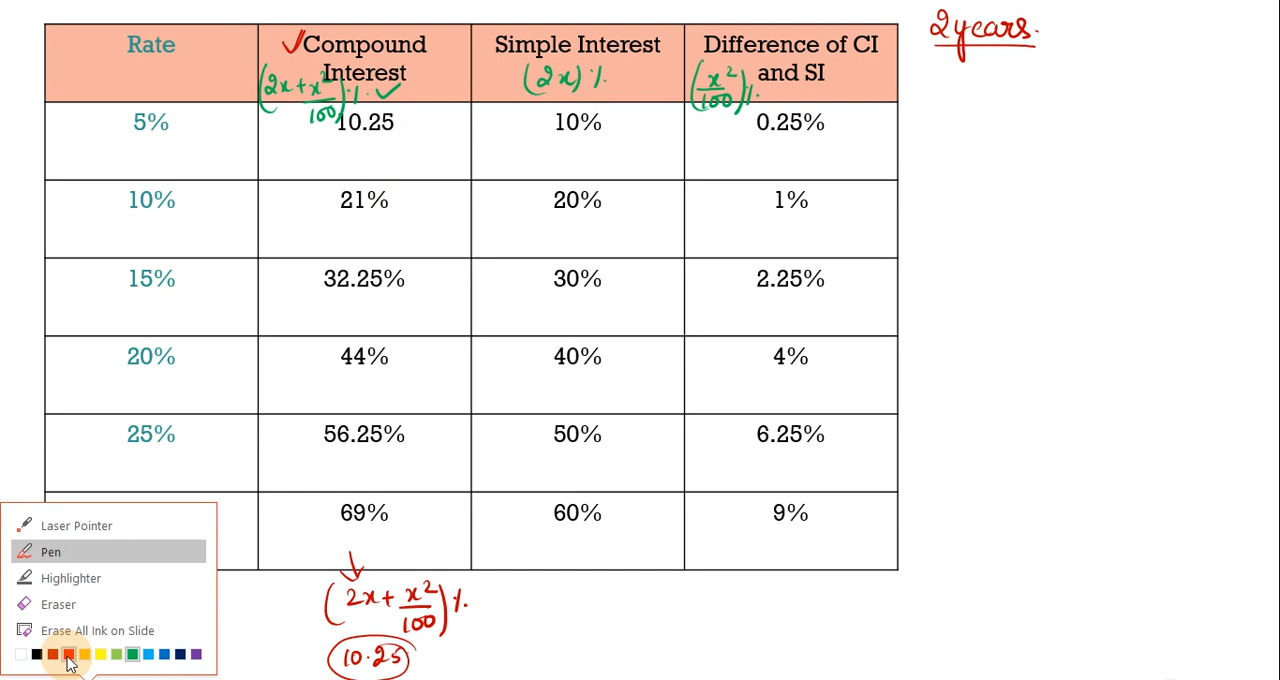 2years.
Rate Compound Interest Simple Interest Difference of CI and SI
(2x+x²/100)%. (2x)%. (x²/100)%.
5% 10.25 10% 0.25%
10% 21% 20% 1%
15% 32.25% 30% 2.25%
20% 44% 40% 4%
25% 56.25% 50% 6.25%
69% 60% 9%
Laser Pointer
Pen
Highlighter
Eraser
Erase All Ink on Slide
(2x+x²/100)%.
10.25